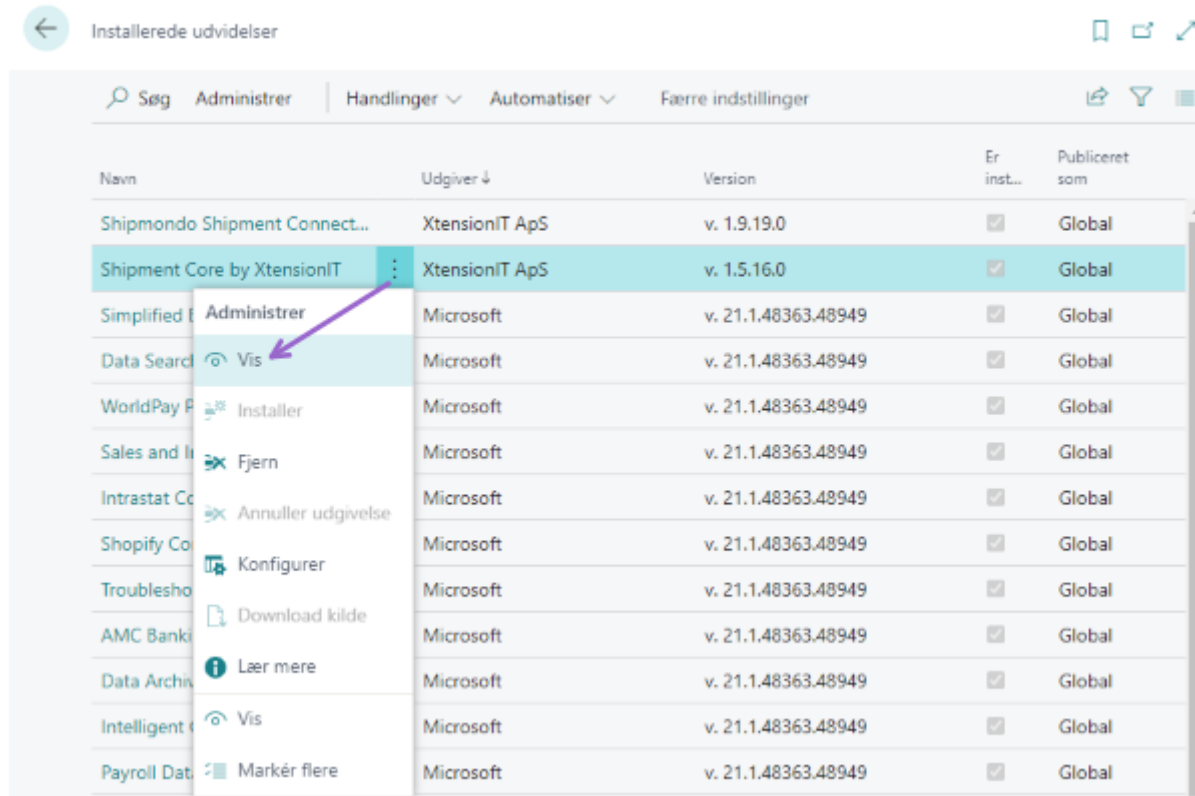 Installerede udvidelser
Søg Administrer Handlinger Automatiser Færre indstillinger
Er Publiceret
Navn Udgiver Version inst... som
Shipmondo Shipment Connect... XtensionIT ApS v. 1.9.19.0 Global
Shipment Core by XtensionIT XtensionIT ApS v. 1.5.16.0 Global
Simplified Administrer Microsoft v. 21.1.48363.48949 Global
Data Vis Microsoft v. 21.1.48363.48949 Global
WorldPay P Installer Microsoft v. 21.1.48363.48949 Global
Sales and Fjern Microsoft v. 21.1.48363.48949 Global
Intrastat Co Annuller udgivelse Microsoft v. 21.1.48363.48949 Global
Shopify Co Konfigurer Microsoft v. 21.1.48363.48949 Global
Troublesho Download kilde Microsoft v. 21.1.48363.48949 Global
AMC Banki Lær mere Microsoft v. 21.1.48363.48949 Global
Data Archiv Microsoft v. 21.1.48363.48949 Global
Intelligent Vis Microsoft v. 21.1.48363.48949 Global
Payroll Dat Markér flere Microsoft v. 21.1.48363.48949 Global